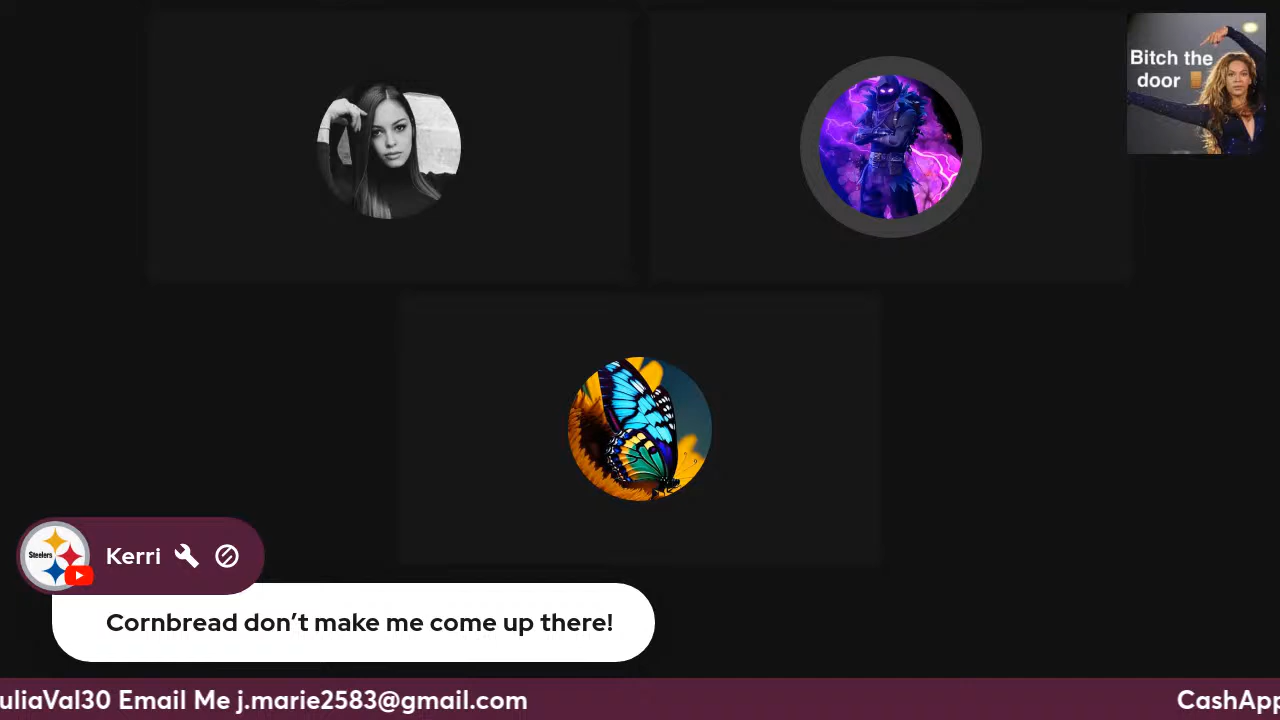 Bitch the
door
Steelers
Kerri
Cornbread don’t make me come up there!
uliaVal30 Email Me j.marie2583@gmail.com
CashApp